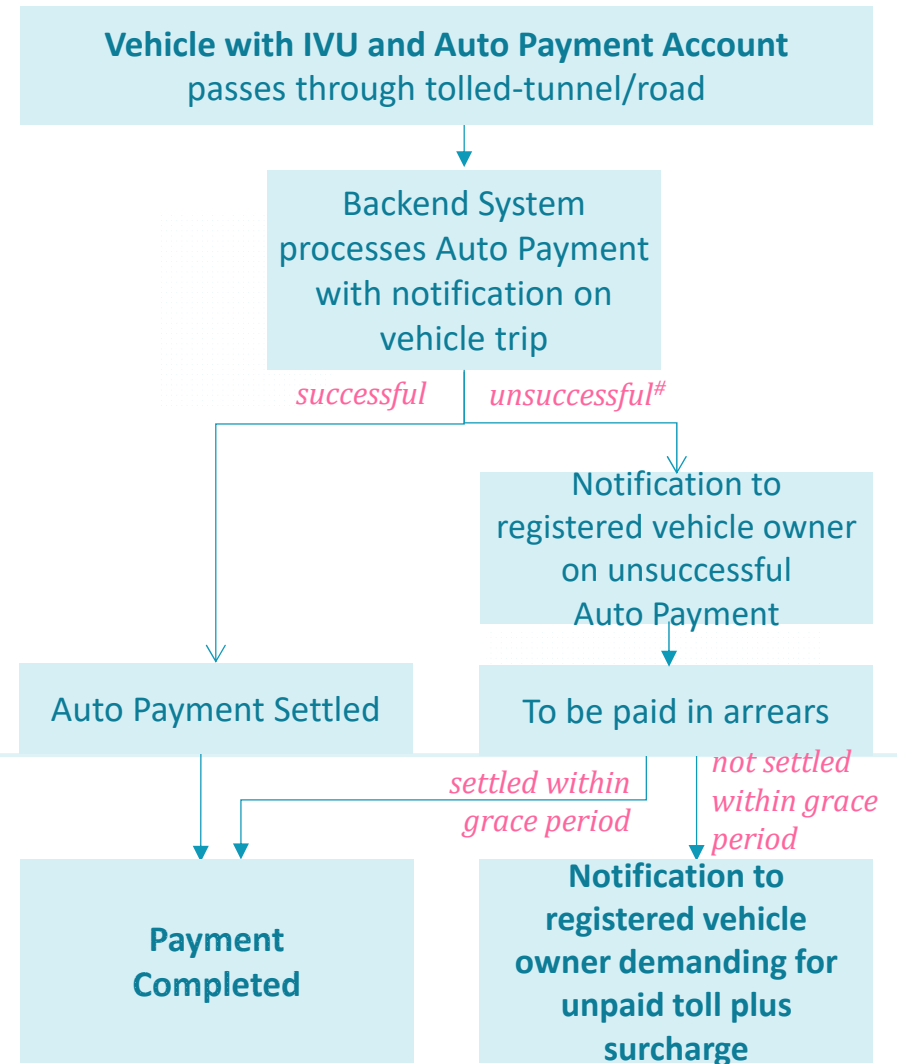 Vehicle with IVU and Auto Payment Account
passes through tolled-tunnel/road
Backend System
processes Auto Payment
with notification on
vehicle trip
successful
unsuccessful#
Notification to
registered vehicle owner
on unsuccessful
Auto Payment
Auto Payment Settled
To be paid in arrears
settled within
grace period
not settled
within grace
period
Payment
Completed
Notification to
registered vehicle
owner demanding for
unpaid toll plus
surcharge